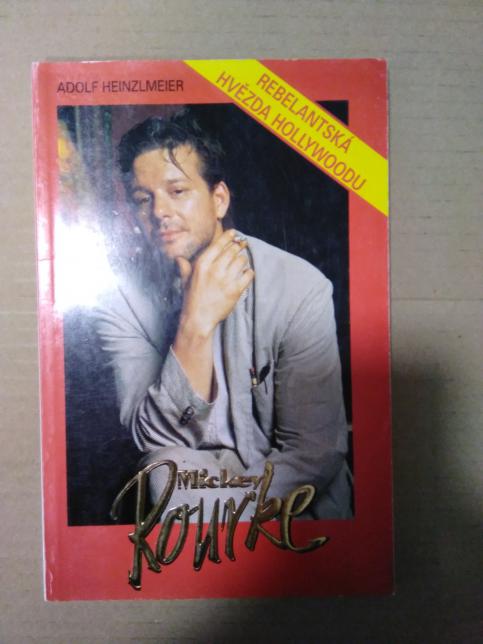 ADOLF HEINZLMEIER
REBELANTSKÁ
HVĚZDA HOLLYWOODU
Mickey
Rourke